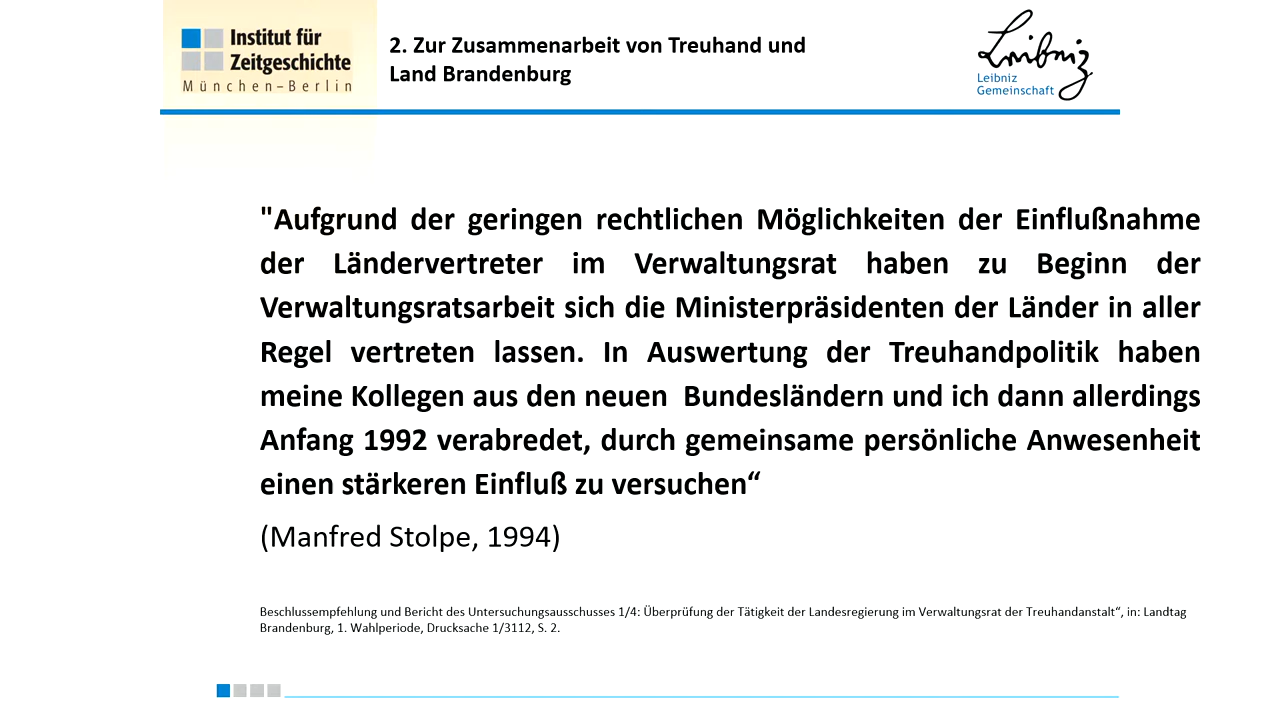 Institut für
Zeitgeschichte
München–Berlin
2. Zur Zusammenarbeit von Treuhand und
Land Brandenburg
Leibniz
Leibniz
Gemeinschaft
"Aufgrund der geringen rechtlichen Möglichkeiten der Einflußnahme
der Ländervertreter im Verwaltungsrat haben zu Beginn der
Verwaltungsratsarbeit sich die Ministerpräsidenten der Länder in aller
Regel vertreten lassen. In Auswertung der Treuhandpolitik haben
meine Kollegen aus den neuen  Bundesländern und ich dann allerdings
Anfang 1992 verabredet, durch gemeinsame persönliche Anwesenheit
einen stärkeren Einfluß zu versuchen“
(Manfred Stolpe, 1994)
Beschlussempfehlung und Bericht des Untersuchungsausschusses 1/4: Überprüfung der Tätigkeit der Landesregierung im Verwaltungsrat der Treuhandanstalt“, in: Landtag
Brandenburg, 1. Wahlperiode, Drucksache 1/3112, S. 2.